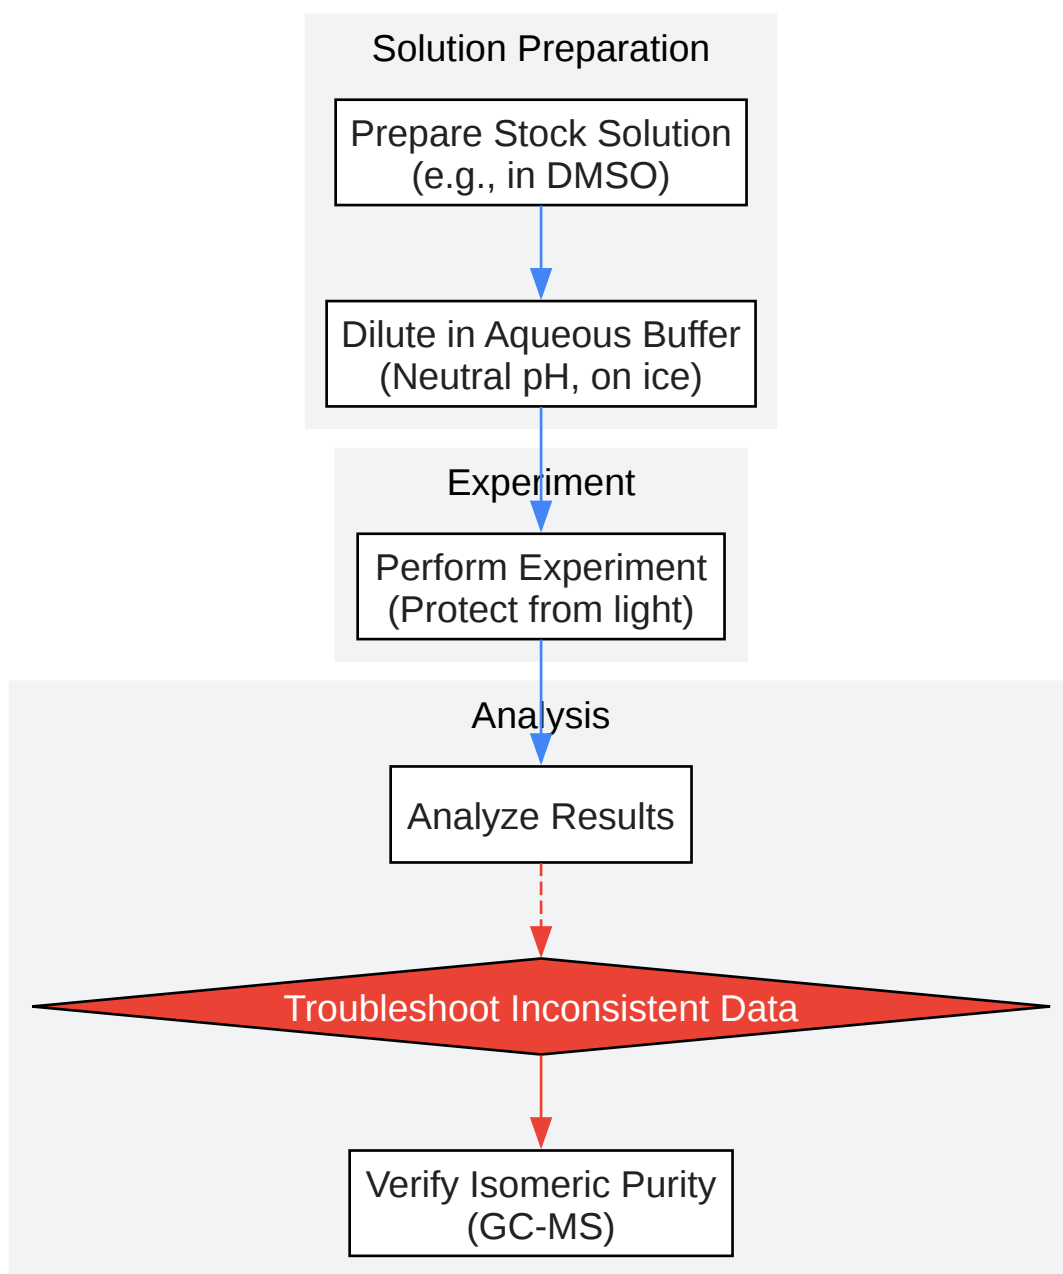 Solution Preparation
Prepare Stock Solution
(e.g., in DMSO)
Dilute in Aqueous Buffer
(Neutral pH, on ice)
Experiment
Perform Experiment
(Protect from light)
Analysis
Analyze Results
Troubleshoot Inconsistent Data
Verify Isomeric Purity
(GC-MS)